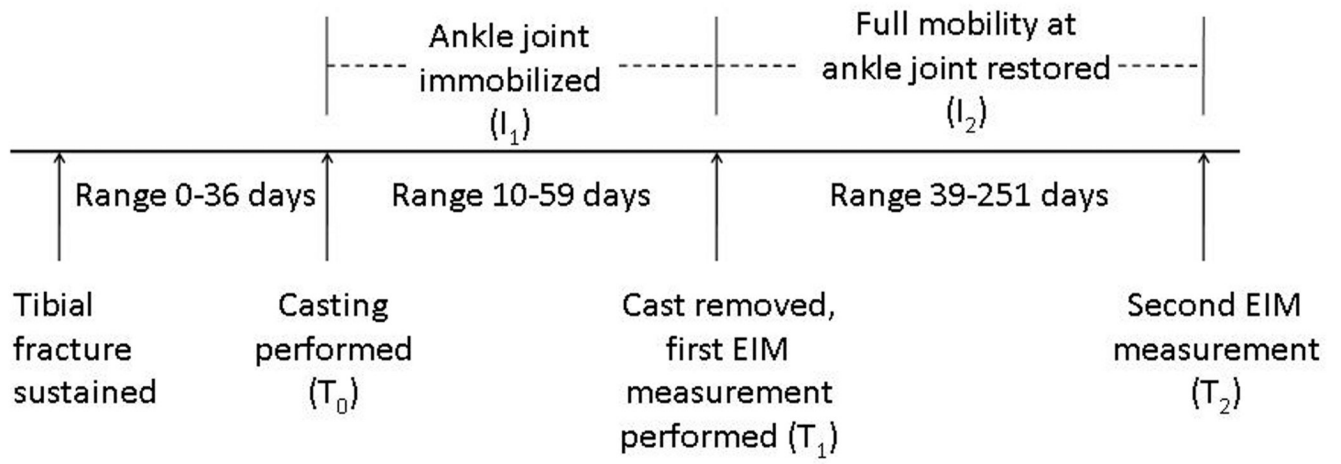 Ankle joint
immobilized
(I₁)
Full mobility at
ankle joint restored
(I₂)
Range 0-36 days
Range 10-59 days
Range 39-251 days
Tibial
fracture
sustained
Casting
performed
(T₀)
Cast removed,
first EIM
measurement
performed (T₁)
Second EIM
measurement
(T₂)